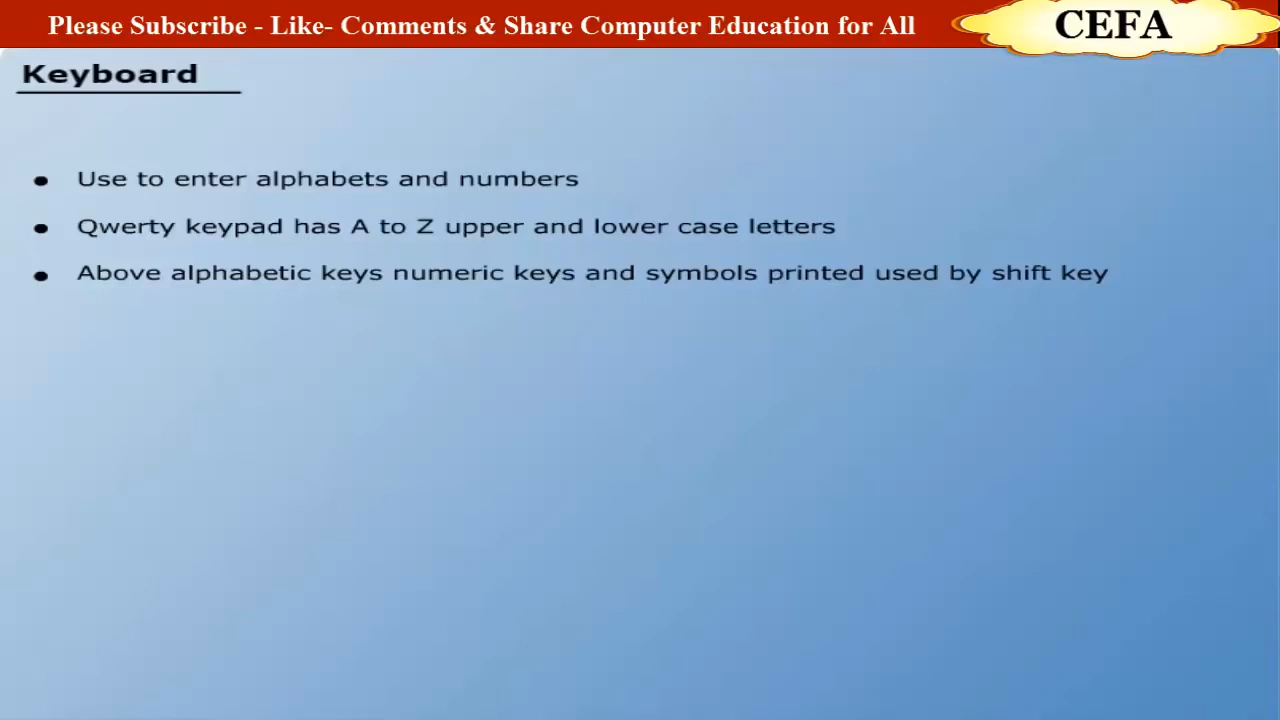 Please Subscribe - Like- Comments & Share Computer Education for All
CEFA
Keyboard
• Use to enter alphabets and numbers
• Qwerty keypad has A to Z upper and lower case letters
• Above alphabetic keys numeric keys and symbols printed used by shift key